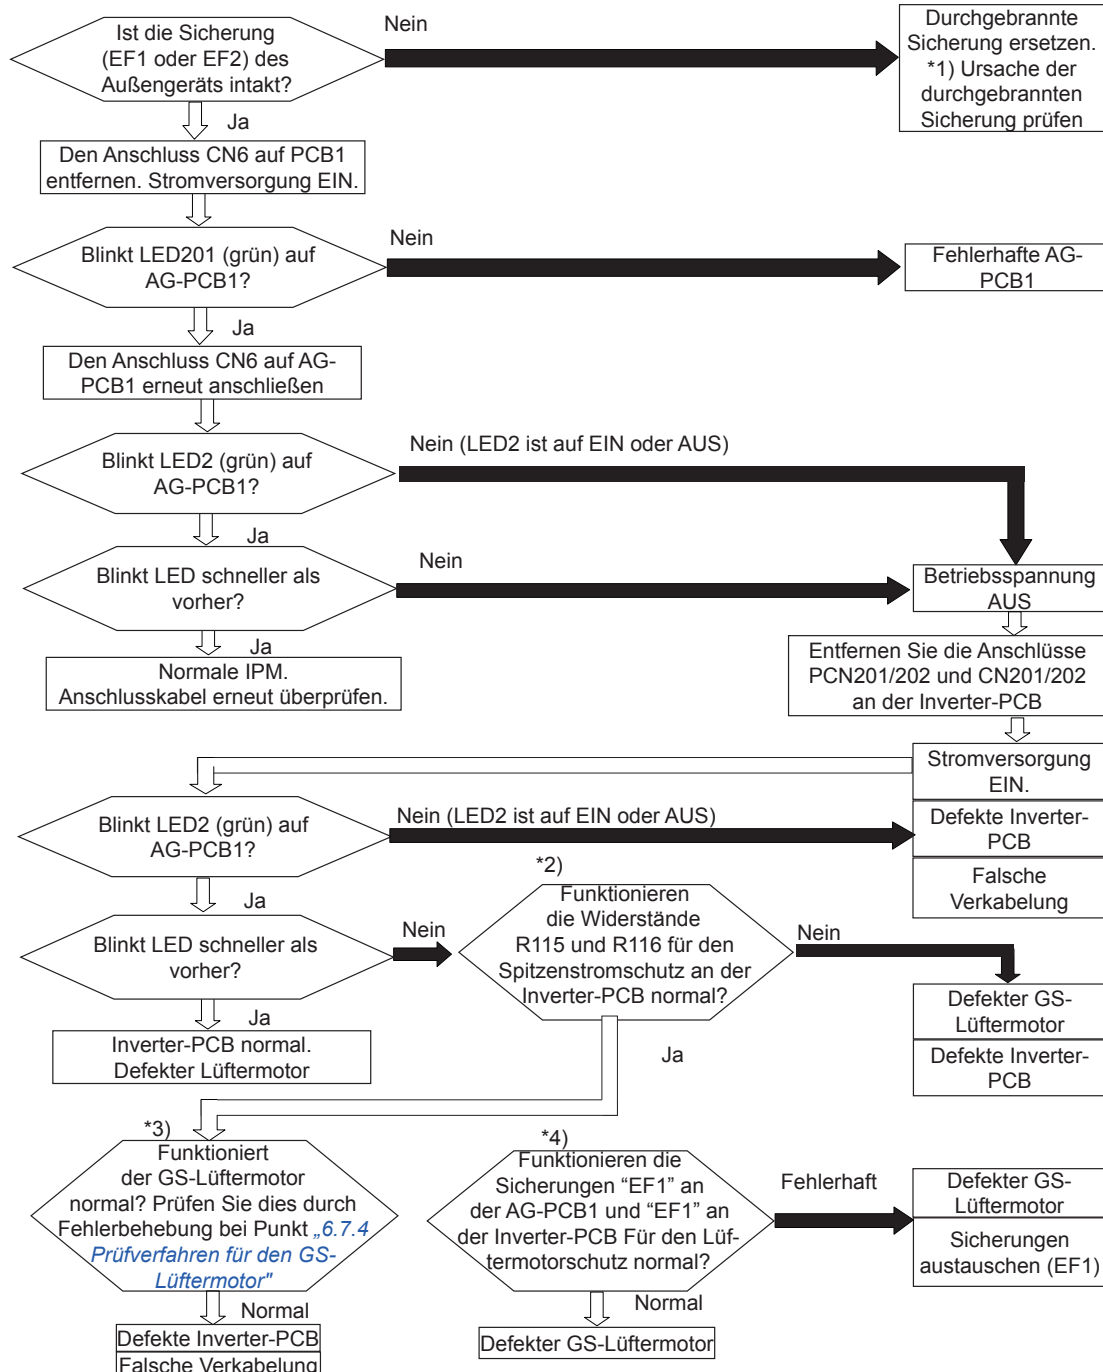 Ist die Sicherung
(EF1 oder EF2) des
Außengeräts intakt?
Nein
Durchgebrannte
Sicherung ersetzen.
*1) Ursache der
durchgebrannten
Sicherung prüfen
Ja
Den Anschluss CN6 auf PCB1
entfernen. Stromversorgung EIN.
Blinkt LED201 (grün) auf
AG-PCB1?
Nein
Fehlerhafte AG-
PCB1
Ja
Den Anschluss CN6 auf AG-
PCB1 erneut anschließen
Blinkt LED2 (grün) auf
AG-PCB1?
Nein (LED2 ist auf EIN oder AUS)
Ja
Blinkt LED schneller als
vorher?
Nein
Betriebsspannung
AUS
Ja
Normale IPM.
Anschlusskabel erneut überprüfen.
Entfernen Sie die Anschlüsse
PCN201/202 und CN201/202
an der Inverter-PCB
Stromversorgung
EIN.
Blinkt LED2 (grün) auf
AG-PCB1?
Nein (LED2 ist auf EIN oder AUS)
Defekte Inverter-
PCB
Falsche
Verkabelung
Ja
Blinkt LED schneller als
vorher?
Nein
*2)
Funktionieren
die Widerstände
R115 und R116 für den
Spitzenstromschutz an der
Inverter-PCB normal?
Nein
Defekter GS-
Lüftermotor
Defekte Inverter-
PCB
Ja
Inverter-PCB normal.
Defekter Lüftermotor
Ja
*3)
Funktioniert
der GS-Lüftermotor
normal? Prüfen Sie dies durch
Fehlerbehebung bei Punkt „6.7.4
Prüfverfahren für den GS-
Lüftermotor"
Normal
Defekte Inverter-PCB
Falsche Verkabelung
*4)
Funktionieren die
Sicherungen “EF1” an
der AG-PCB1 und “EF1” an
der Inverter-PCB Für den Lüf-
termotorschutz normal?
Fehlerhaft
Defekter GS-
Lüftermotor
Sicherungen
austauschen (EF1)
Normal
Defekter GS-Lüftermotor